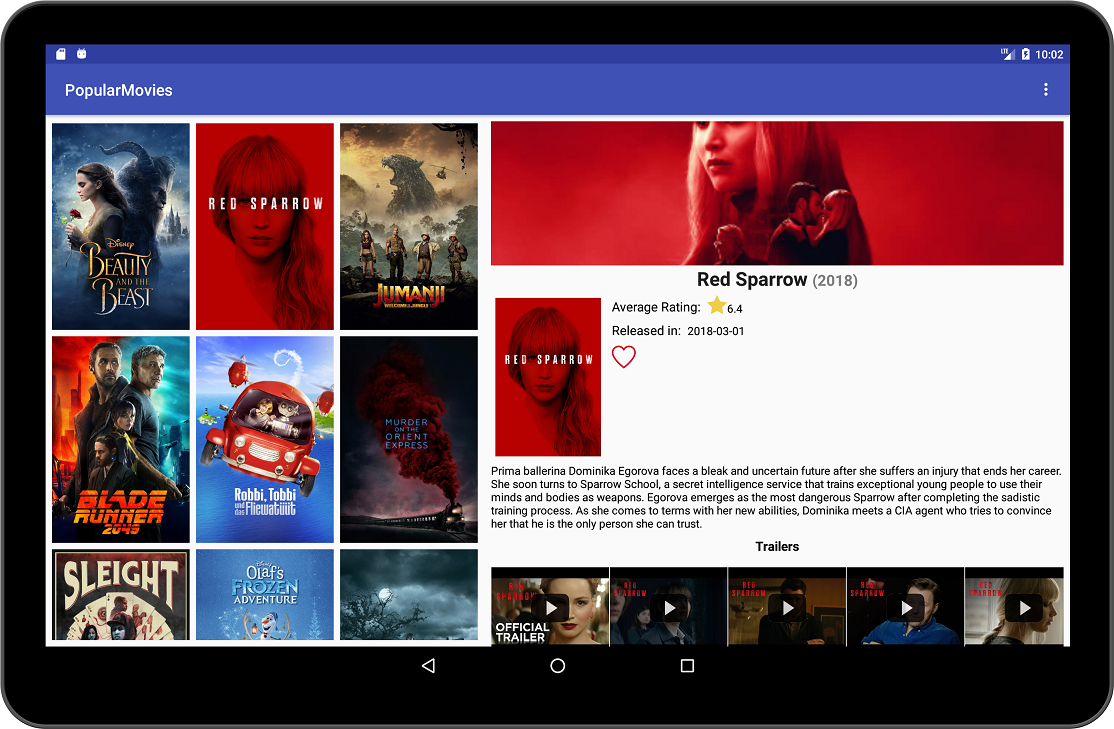 LTE 10:02
PopularMovies
Disney
BEAUTY
AND THE
BEAST
RED SPARROW
JUMANJI
WELCOME TO THE JUNGLE
BLADE
RUNNER
2049
Robbi, Tobbi
und das Fliewatüüt
MURDER
ON THE
ORIENT
EXPRESS
SLEIGHT
Disney
OLAF'S
FROZEN
ADVENTURE
Red Sparrow (2018)
RED SPARROW
Average Rating: 6.4
Released in: 2018-03-01
Prima ballerina Dominika Egorova faces a bleak and uncertain future after she suffers an injury that ends her career.
She soon turns to Sparrow School, a secret intelligence service that trains exceptional young people to use their
minds and bodies as weapons. Egorova emerges as the most dangerous Sparrow after completing the sadistic
training process. As she comes to terms with her new abilities, Dominika meets a CIA agent who tries to convince
her that he is the only person she can trust.
Trailers
RED
SPARROW
OFFICIAL
TRAILER
RED
SPARROW
RED
SPARROW
RED
SPARROW
RED
SPARROW